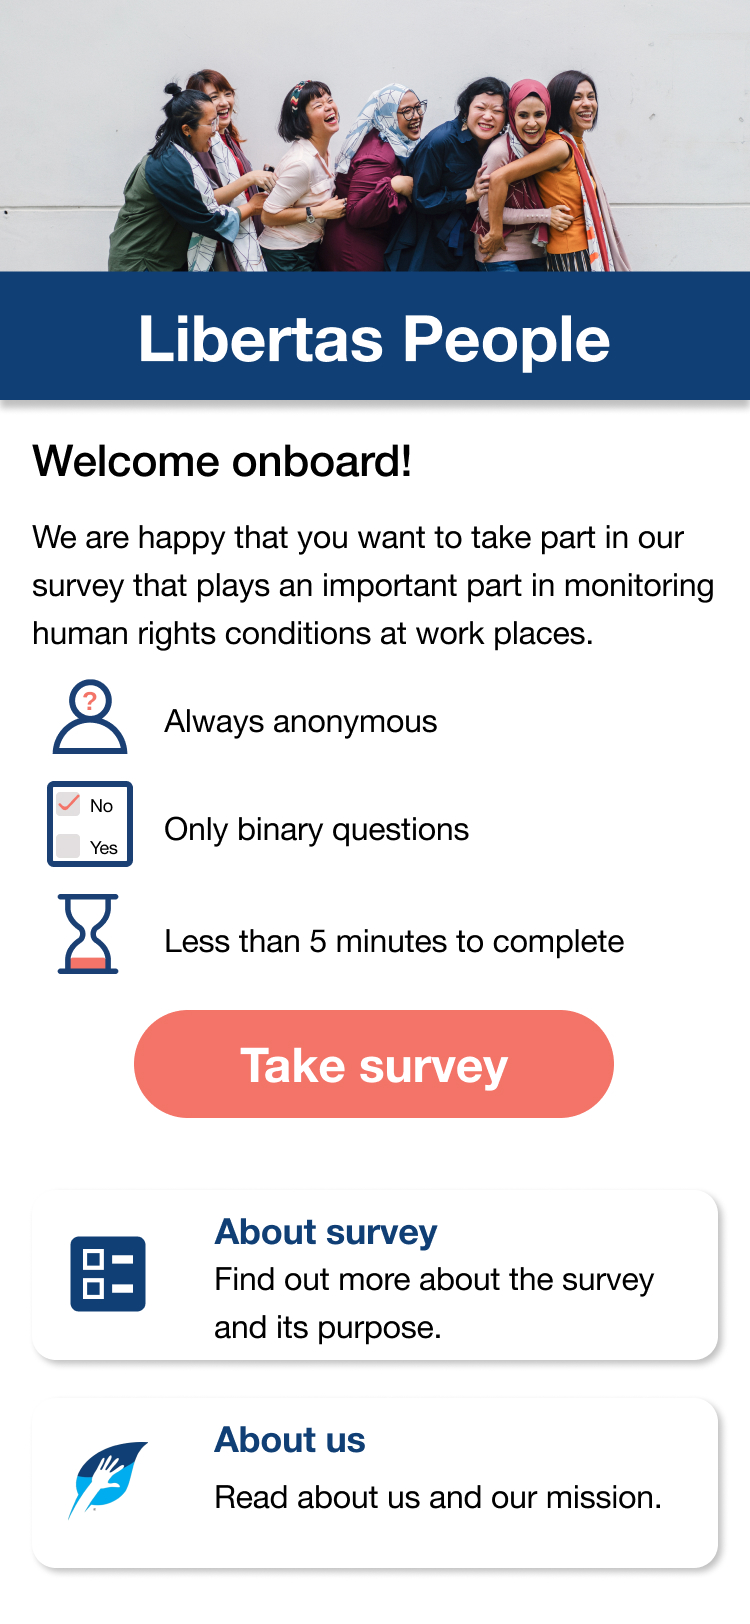 Libertas People
Welcome onboard!
We are happy that you want to take part in our
survey that plays an important part in monitoring
human rights conditions at work places.
?
Always anonymous
No
Yes
Only binary questions
Less than 5 minutes to complete
Take survey
About survey
Find out more about the survey
and its purpose.
About us
Read about us and our mission.